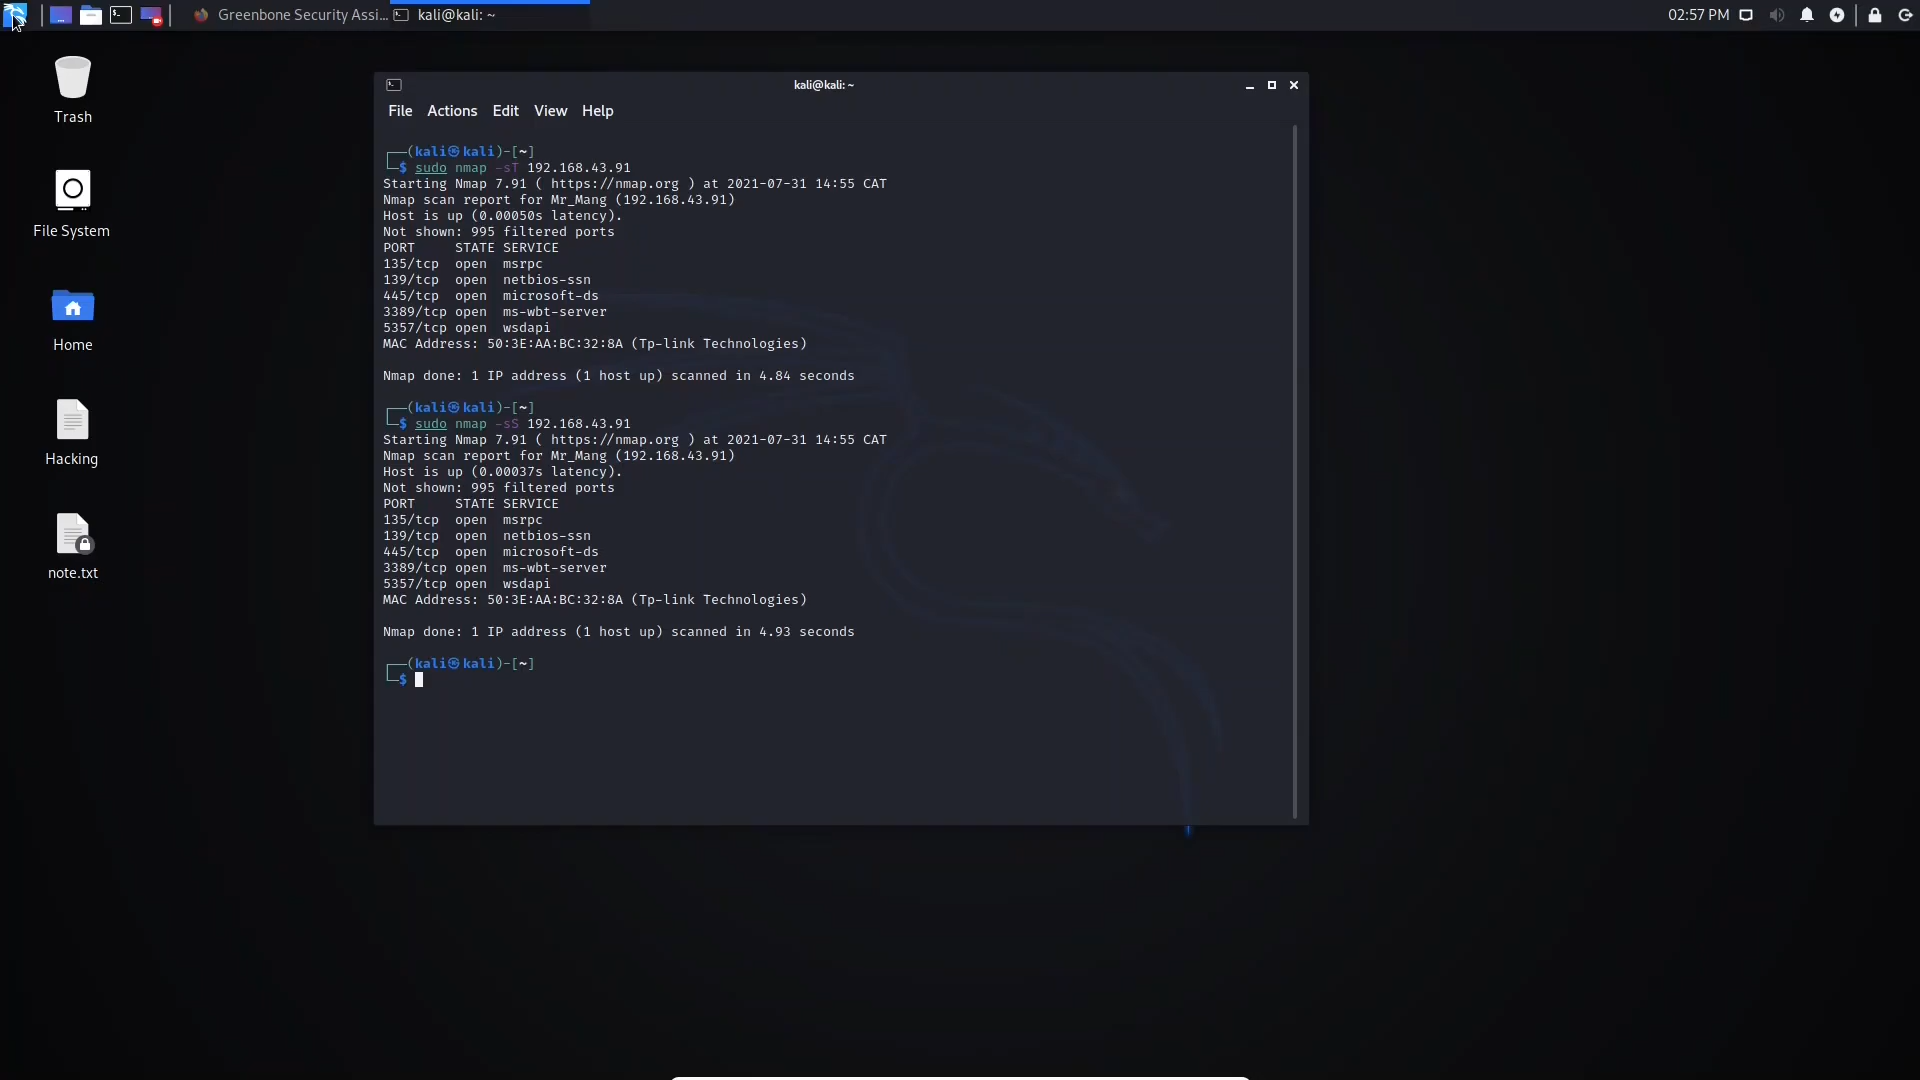 Greenbone Security Assi...
kali@kali: ~
02:57 PM
Trash
File System
Home
Hacking
note.txt
kali@kali: ~
File Actions Edit View Help
┌──(kali㉿kali)-[~]
└─$ sudo nmap -sT 192.168.43.91
Starting Nmap 7.91 ( https://nmap.org ) at 2021-07-31 14:55 CAT
Nmap scan report for Mr_Mang (192.168.43.91)
Host is up (0.00050s latency).
Not shown: 995 filtered ports
PORT     STATE SERVICE
135/tcp  open  msrpc
139/tcp  open  netbios-ssn
445/tcp  open  microsoft-ds
3389/tcp open  ms-wbt-server
5357/tcp open  wsdapi
MAC Address: 50:3E:AA:BC:32:8A (Tp-link Technologies)
Nmap done: 1 IP address (1 host up) scanned in 4.84 seconds
┌──(kali㉿kali)-[~]
└─$ sudo nmap -sS 192.168.43.91
Starting Nmap 7.91 ( https://nmap.org ) at 2021-07-31 14:55 CAT
Nmap scan report for Mr_Mang (192.168.43.91)
Host is up (0.00037s latency).
Not shown: 995 filtered ports
PORT     STATE SERVICE
135/tcp  open  msrpc
139/tcp  open  netbios-ssn
445/tcp  open  microsoft-ds
3389/tcp open  ms-wbt-server
5357/tcp open  wsdapi
MAC Address: 50:3E:AA:BC:32:8A (Tp-link Technologies)
Nmap done: 1 IP address (1 host up) scanned in 4.93 seconds
┌──(kali㉿kali)-[~]
└─$